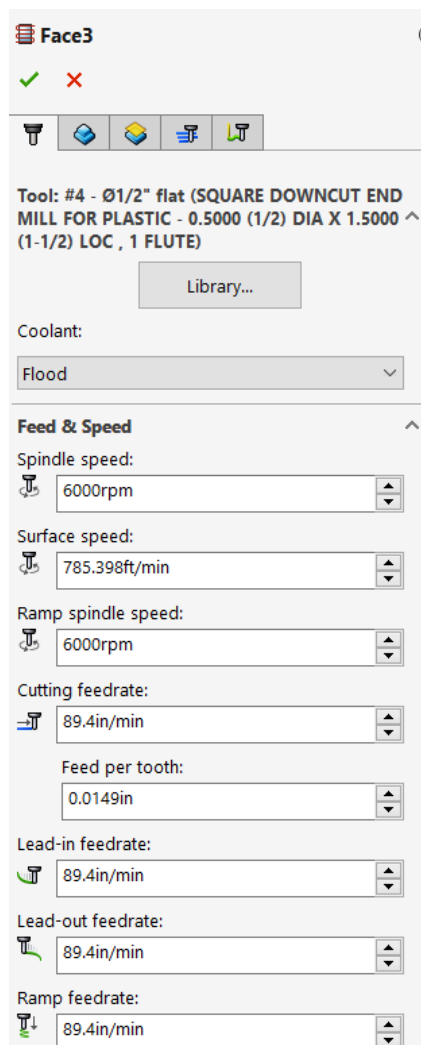 Face3
Tool: #4 - Ø1/2" flat (SQUARE DOWNCUT END
MILL FOR PLASTIC - 0.5000 (1/2) DIA X 1.5000
(1-1/2) LOC , 1 FLUTE)
Library...
Coolant:
Flood
Feed & Speed
Spindle speed:
6000rpm
Surface speed:
785.398ft/min
Ramp spindle speed:
6000rpm
Cutting feedrate:
89.4in/min
Feed per tooth:
0.0149in
Lead-in feedrate:
89.4in/min
Lead-out feedrate:
89.4in/min
Ramp feedrate:
89.4in/min